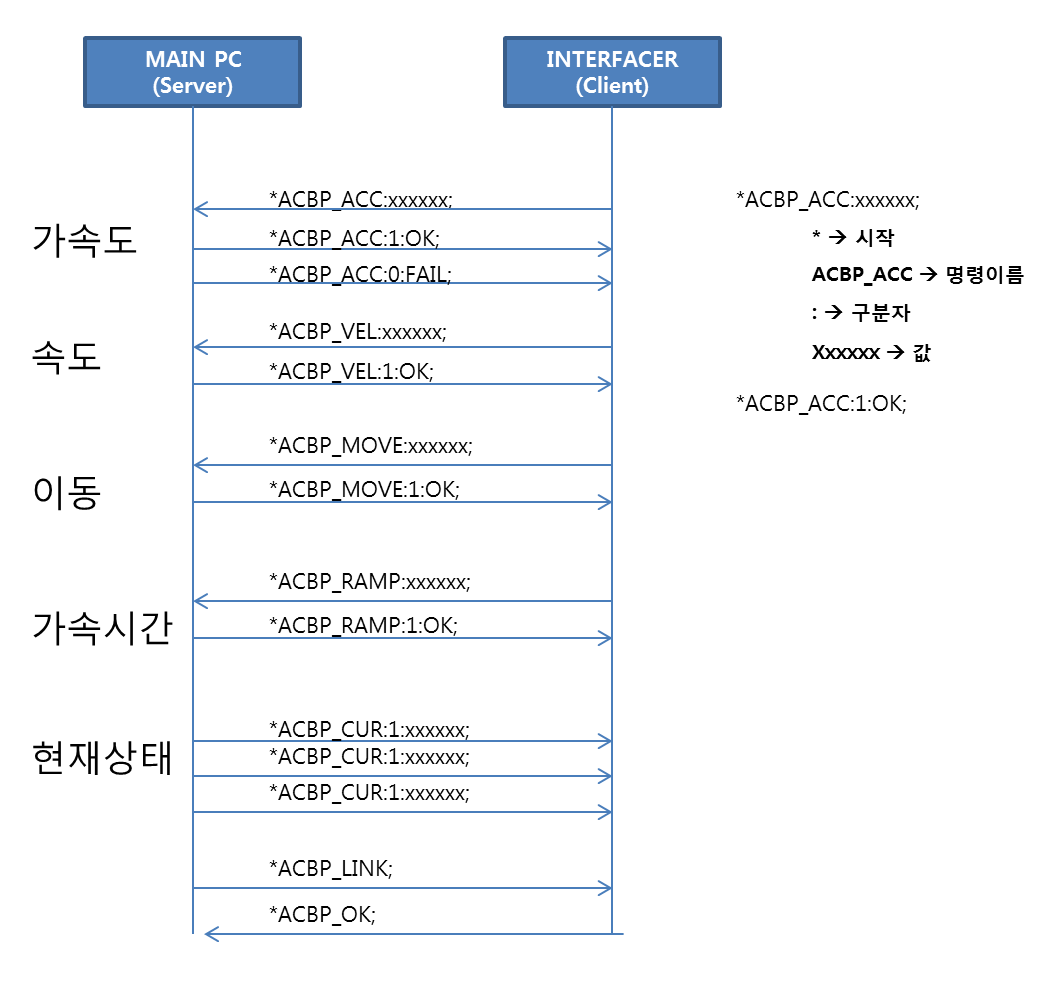 MAIN PC
(Server)
INTERFACER
(Client)
가속도
*ACBP_ACC:xxxxxx;
*ACBP_ACC:1:OK;
*ACBP_ACC:0:FAIL;
속도
*ACBP_VEL:xxxxxx;
*ACBP_VEL:1:OK;
이동
*ACBP_MOVE:xxxxxx;
*ACBP_MOVE:1:OK;
가속시간
*ACBP_RAMP:xxxxxx;
*ACBP_RAMP:1:OK;
현재상태
*ACBP_CUR:1:xxxxxx;
*ACBP_CUR:1:xxxxxx;
*ACBP_CUR:1:xxxxxx;
*ACBP_LINK;
*ACBP_OK;
*ACBP_ACC:xxxxxx;
* → 시작
ACBP_ACC → 명령이름
: → 구분자
Xxxxxx → 값
*ACBP_ACC:1:OK;